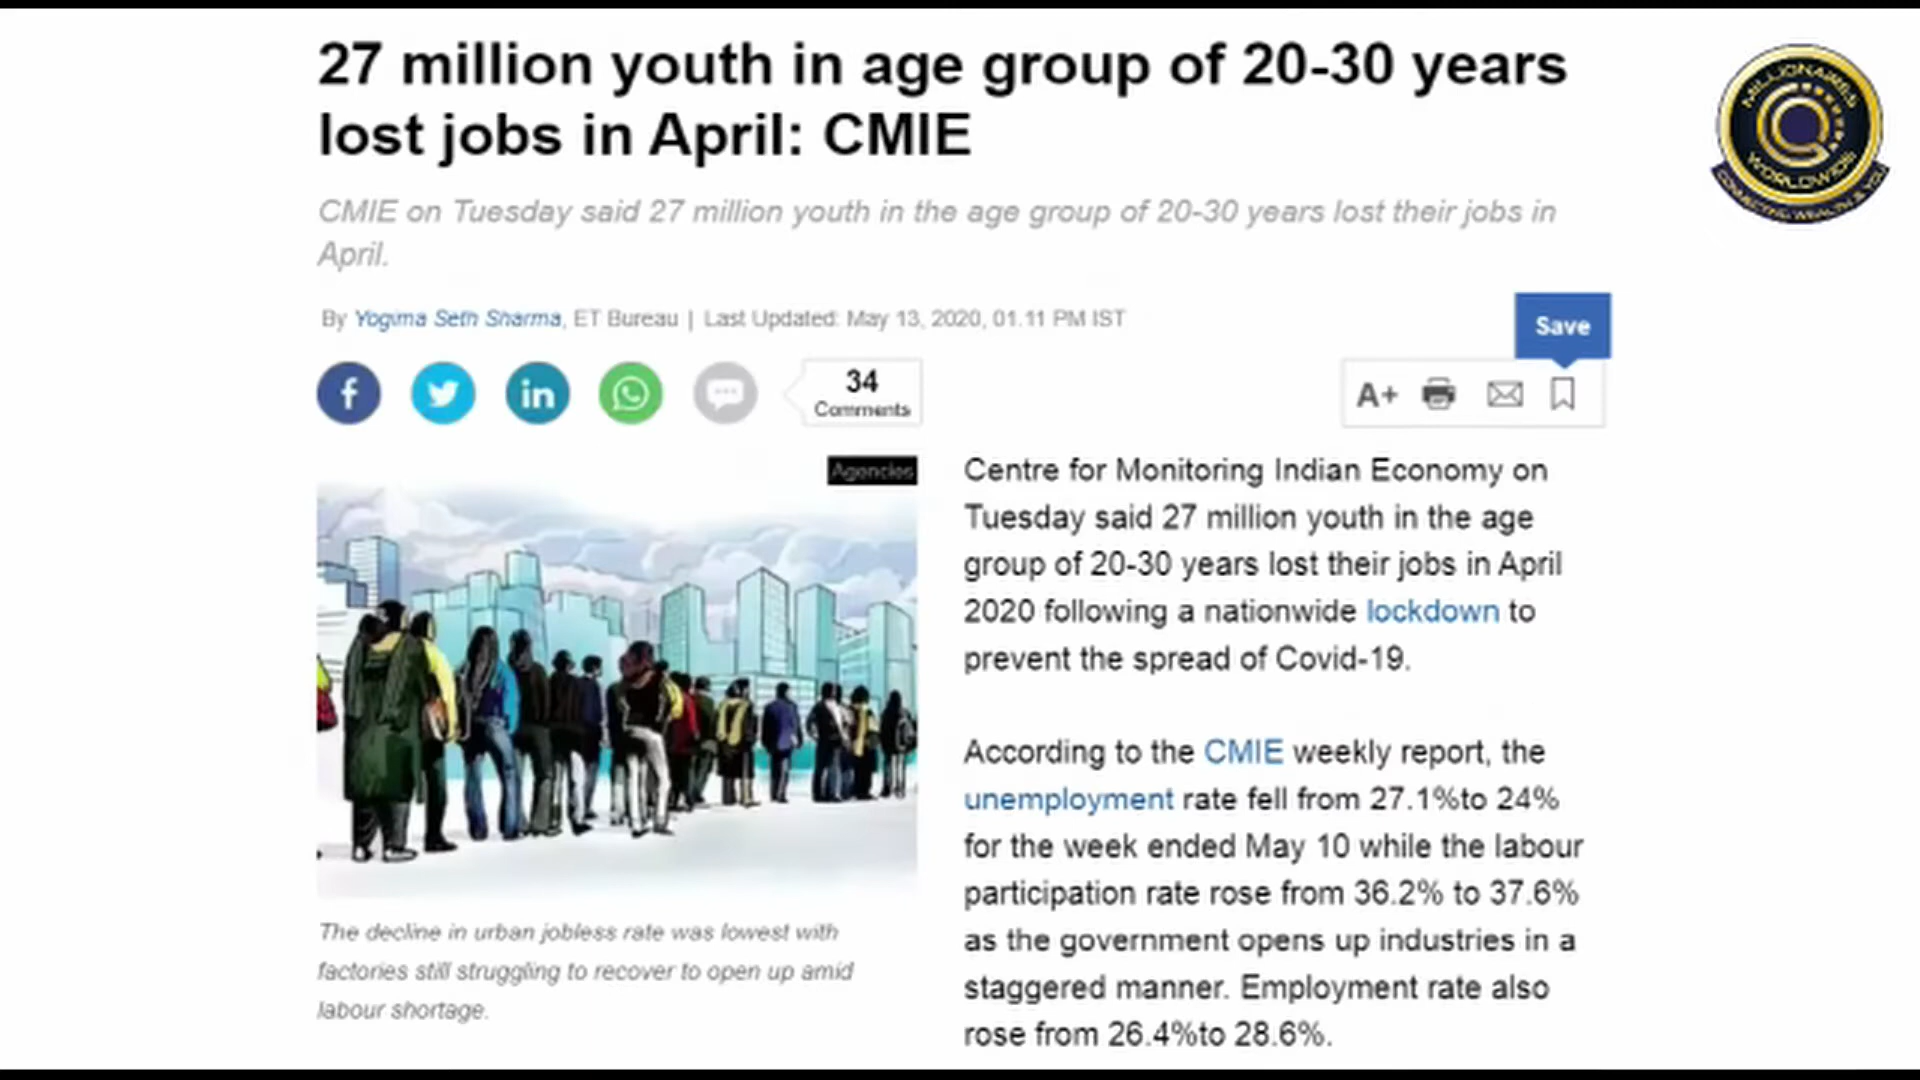 27 million youth in age group of 20-30 years
lost jobs in April: CMIE
CMIE on Tuesday said 27 million youth in the age group of 20-30 years lost their jobs in
April.
By Yogima Seth Sharma, ET Bureau | Last Updated: May 13, 2020, 01.11 PM IST
Save
34
Comments
A+
Agencies
Centre for Monitoring Indian Economy on
Tuesday said 27 million youth in the age
group of 20-30 years lost their jobs in April
2020 following a nationwide lockdown to
prevent the spread of Covid-19.
According to the CMIE weekly report, the
unemployment rate fell from 27.1%to 24%
for the week ended May 10 while the labour
participation rate rose from 36.2% to 37.6%
as the government opens up industries in a
staggered manner. Employment rate also
rose from 26.4%to 28.6%.
The decline in urban jobless rate was lowest with
factories still struggling to recover to open up amid
labour shortage.
MILLIONAIRES
WORLDWIDE
CONNECTING WEALTH & YOU